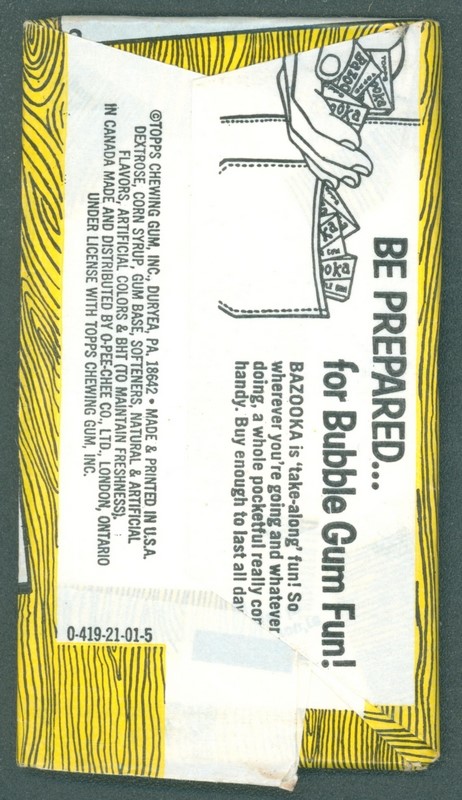 BE PREPARED...
for Bubble Gum Fun!
BAZOOKA is 'take-along' fun! So
wherever you're going and whatever
doing, a whole pocketful really co
handy. Buy enough to last all day
©TOPPS CHEWING GUM, INC., DURYEA, PA. 18642 • MADE & PRINTED IN U.S.A.
DEXTROSE, CORN SYRUP, GUM BASE, SOFTENERS, NATURAL & ARTIFICIAL
FLAVORS, ARTIFICIAL COLORS & BHT (TO MAINTAIN FRESHNESS).
IN CANADA MADE AND DISTRIBUTED BY O-PEE-CHEE CO., LTD., LONDON, ONTARIO
UNDER LICENSE WITH TOPPS CHEWING GUM, INC.
0-419-21-01-5